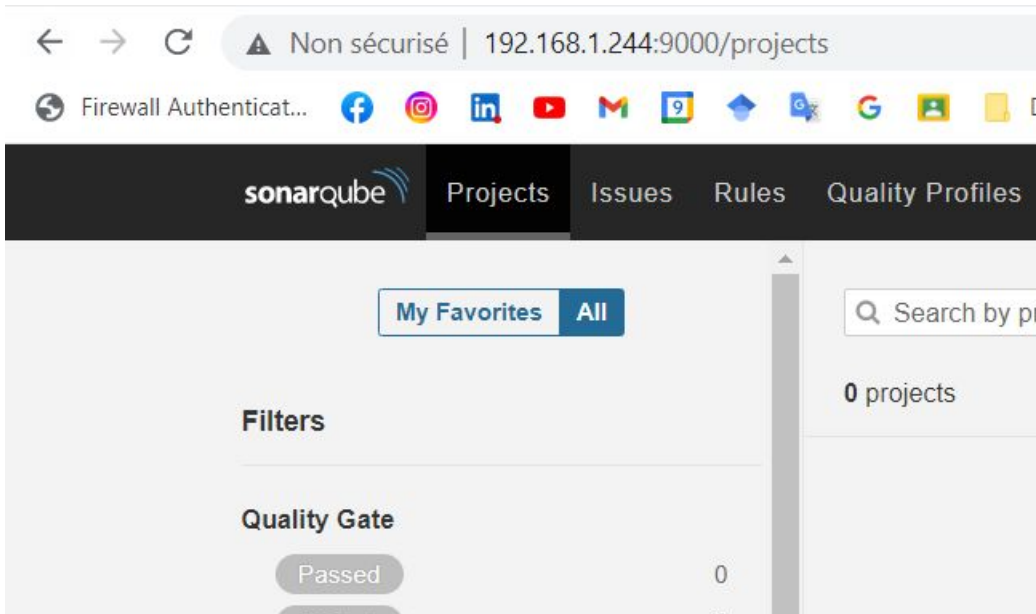 Non sécurisé | 192.168.1.244:9000/projects
Firewall Authenticat...
sonarqube Projects Issues Rules Quality Profiles
My Favorites All
Search by pr
0 projects
Filters
Quality Gate
Passed 0